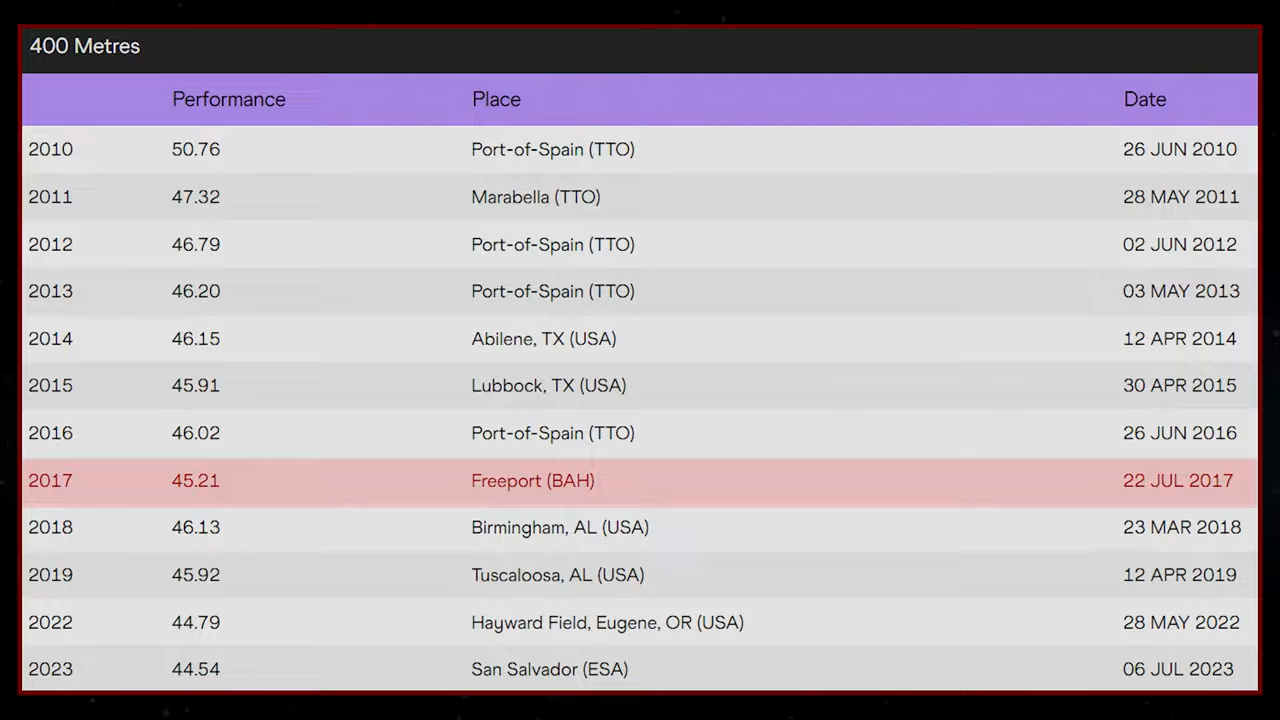 400 Metres
Performance Place Date
2010 50.76 Port-of-Spain (TTO) 26 JUN 2010
2011 47.32 Marabella (TTO) 28 MAY 2011
2012 46.79 Port-of-Spain (TTO) 02 JUN 2012
2013 46.20 Port-of-Spain (TTO) 03 MAY 2013
2014 46.15 Abilene, TX (USA) 12 APR 2014
2015 45.91 Lubbock, TX (USA) 30 APR 2015
2016 46.02 Port-of-Spain (TTO) 26 JUN 2016
2017 45.21 Freeport (BAH) 22 JUL 2017
2018 46.13 Birmingham, AL (USA) 23 MAR 2018
2019 45.92 Tuscaloosa, AL (USA) 12 APR 2019
2022 44.79 Hayward Field, Eugene, OR (USA) 28 MAY 2022
2023 44.54 San Salvador (ESA) 06 JUL 2023